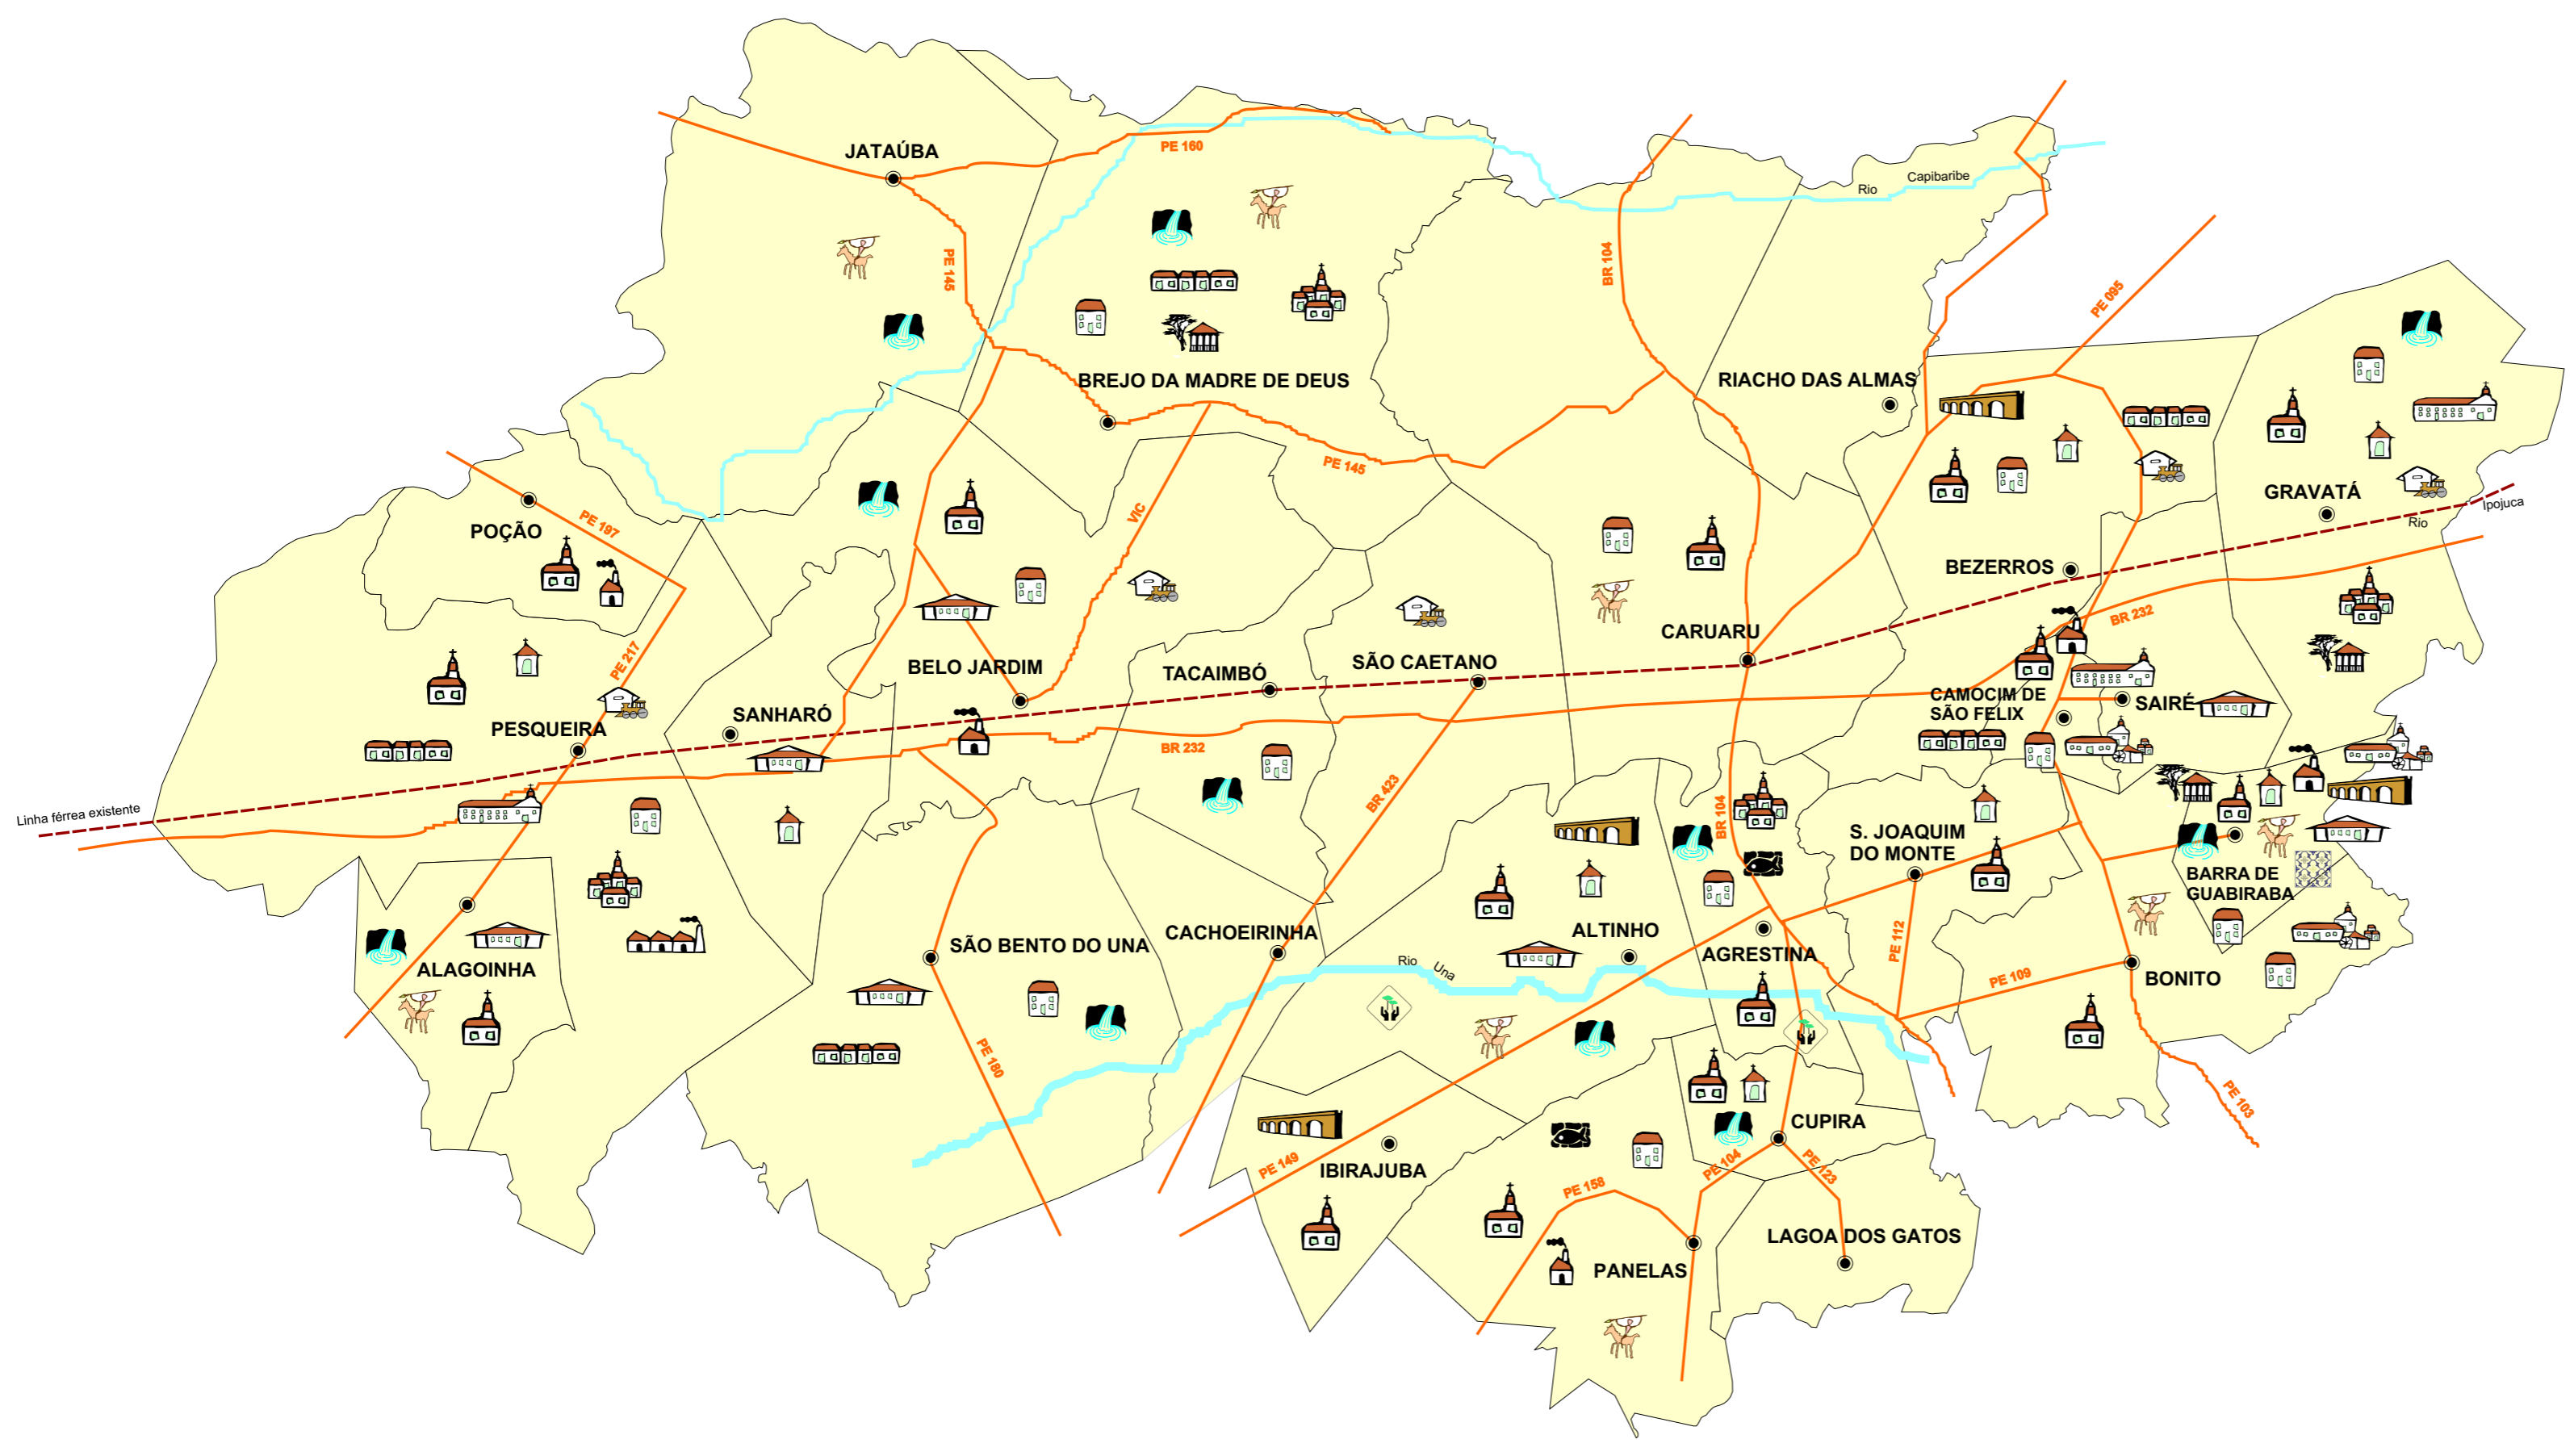 JATAÚBA
PE 160
Rio
Capibaribe
PE 145
BR 104
PE 095
BREJO DA MADRE DE DEUS
RIACHO DAS ALMAS
PE 145
POÇÃO
PE 197
VIC
GRAVATÁ
Rio
Ipojuca
BEZERROS
BR 232
CARUARU
PE 217
BELO JARDIM
TACAIMBÓ
SÃO CAETANO
CAMOCIM DE
SÃO FELIX
SAIRÉ
SANHARÓ
PESQUEIRA
BR 232
BR 423
Linha férrea existente
BR 104
S. JOAQUIM
DO MONTE
BARRA DE
GUABIRABA
ALAGOINHA
SÃO BENTO DO UNA
CACHOEIRINHA
ALTINHO
AGRESTINA
PE 112
Rio
Una
PE 109
BONITO
PE 180
PE 103
CUPIRA
IBIRAJUBA
PE 149
PE 104
PE 123
PE 158
LAGOA DOS GATOS
PANELAS